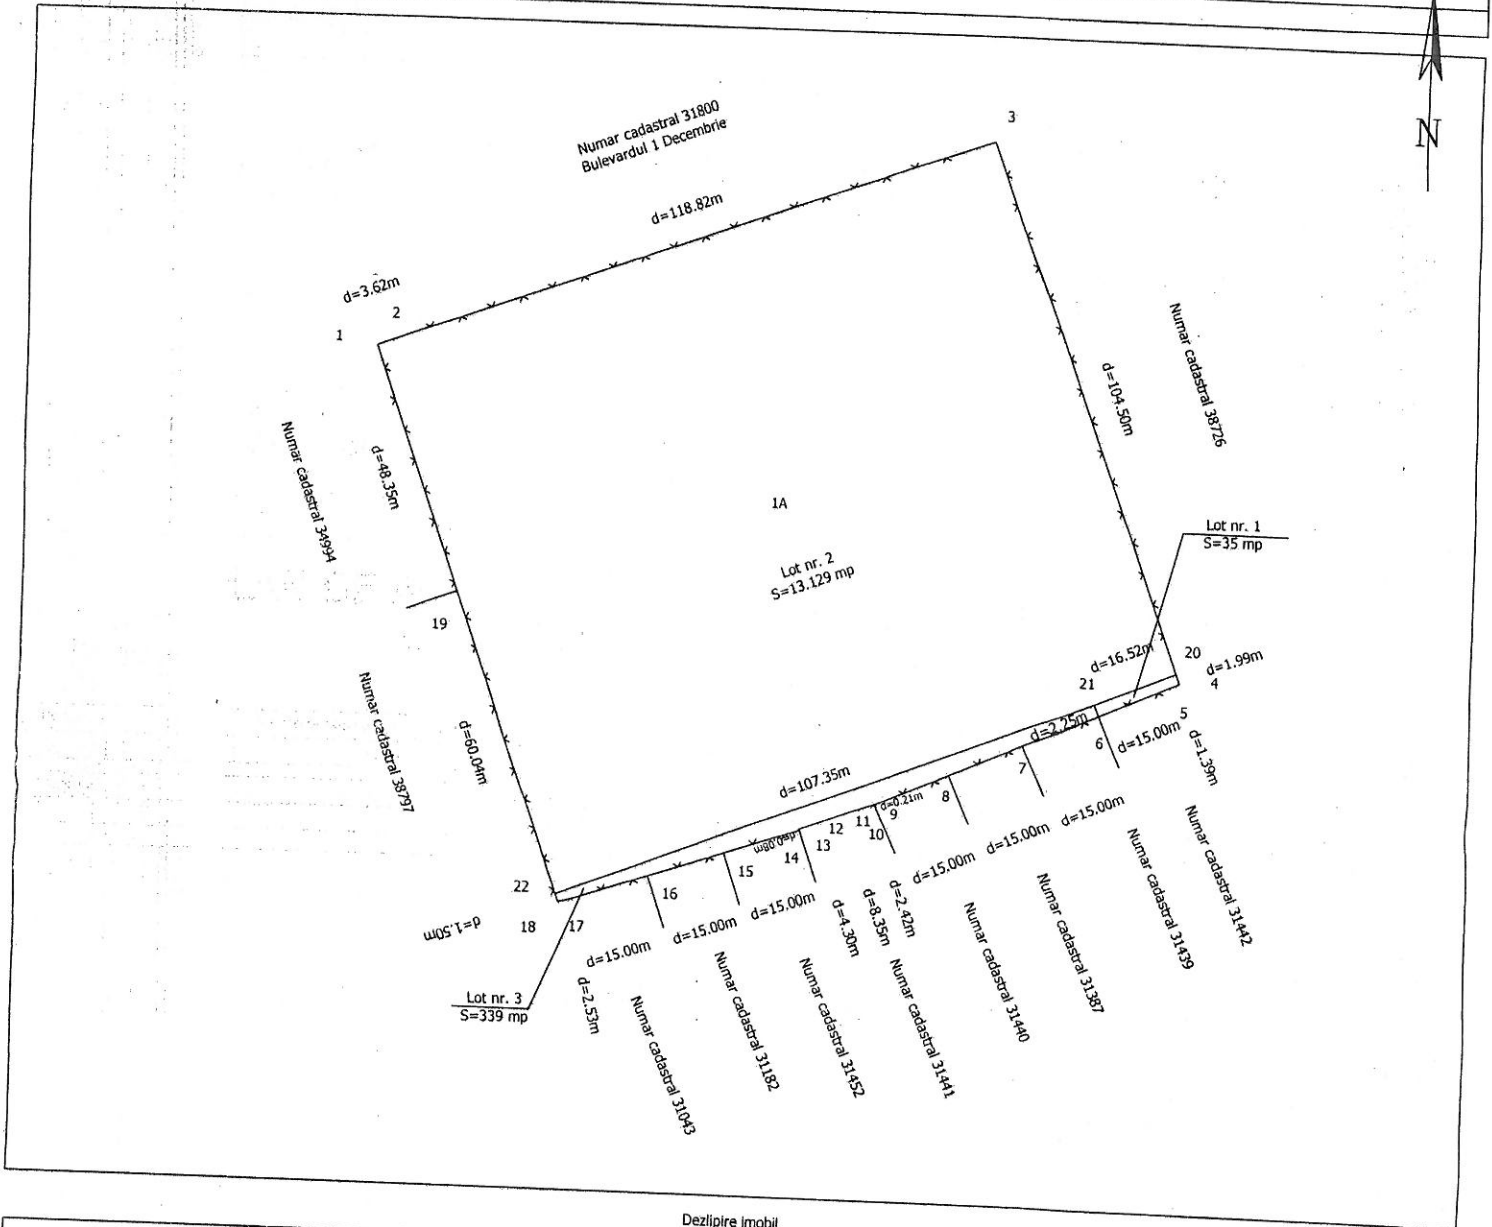 N
Numar cadastral 31800
Bulevardul 1 Decembrie
3
d=118.82m
d=3.62m
2
1
Numar cadastral 34994
d=48.35m
d=104.50m
Numar cadastral 38726
1A
Lot nr. 2
S=13.129 mp
Lot nr. 1
S=35 mp
19
Numar cadastral 38797
d=60.04m
d=16.52m
20
d=1.99m
4
21
5
d=2.25m
6
d=15.00m
d=1.39m
7
d=107.35m
8
d=0.21m
9
10
11
12
13
d=0.08m
14
15
16
22
18
17
d=1.50m
d=15.00m
d=15.00m
d=15.00m
d=15.00m
d=15.00m
d=15.00m
d=4.30m
d=8.35m
d=2.42m
d=2.53m
Lot nr. 3
S=339 mp
Numar cadastral 31043
Numar cadastral 31182
Numar cadastral 31452
Numar cadastral 31441
Numar cadastral 31440
Numar cadastral 31387
Numar cadastral 31439
Numar cadastral 31442
Dezlipire imobil